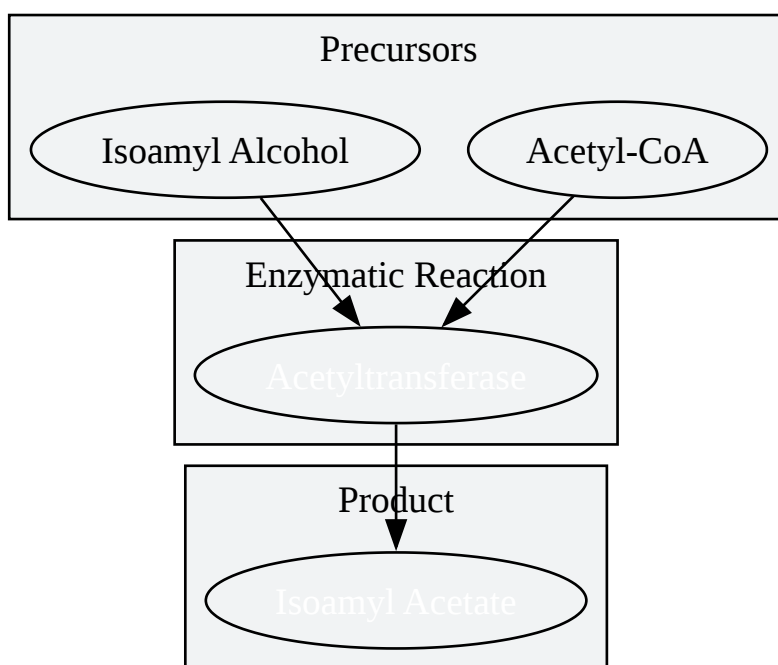 Precursors
Isoamyl Alcohol
Acetyl-CoA
Enzymatic Reaction
Acetyltransferase
Product
Isoamyl Acetate